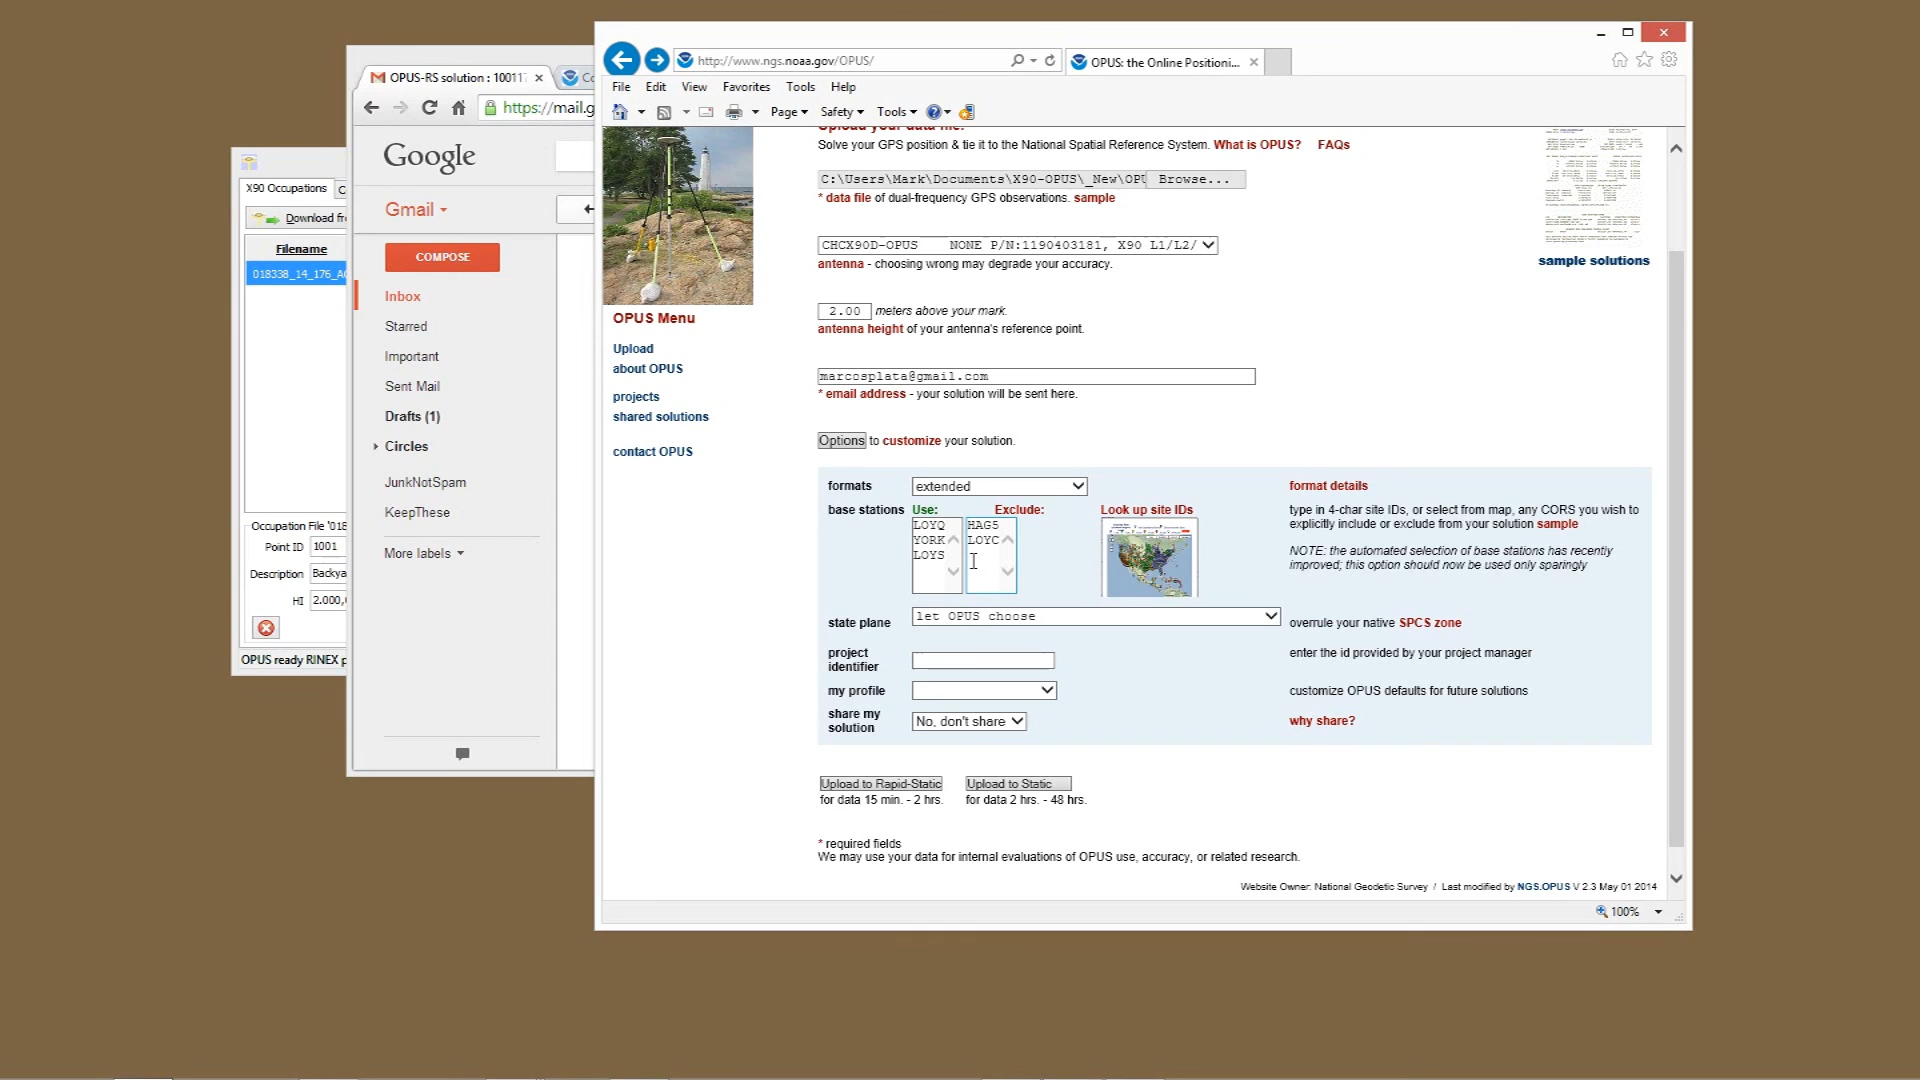 OPUS-RS solution : 10011
Co
https://mail.g
Google
Gmail
COMPOSE
Inbox
Starred
Important
Sent Mail
Drafts (1)
Circles
JunkNotSpam
KeepThese
More labels
X90 Occupations
Download fr
Filename
018338_14_176_A
Occupation File '018
Point ID 1001
Description Backya
HI 2.000,
OPUS ready RINEX p
http://www.ngs.noaa.gov/OPUS/
OPUS: the Online Positioni...
File Edit View Favorites Tools Help
Page Safety Tools
Upload your data file.
Solve your GPS position & tie it to the National Spatial Reference System. What is OPUS? FAQs
C:\Users\Mark\Documents\X90-OPUS\_New\OPU Browse...
* data file of dual-frequency GPS observations. sample
CHCX90D-OPUS NONE P/N:1190403181, X90 L1/L2/
antenna - choosing wrong may degrade your accuracy.
sample solutions
2.00 meters above your mark.
antenna height of your antenna's reference point.
OPUS Menu
Upload
about OPUS
projects
shared solutions
contact OPUS
marcosplata@gmail.com
* email address - your solution will be sent here.
Options to customize your solution.
formats extended format details
base stations Use: Exclude: Look up site IDs
LOYQ
YORK
LOYS
HAG5
LOYC
type in 4-char site IDs, or select from map, any CORS you wish to
explicitly include or exclude from your solution sample
NOTE: the automated selection of base stations has recently
improved; this option should now be used only sparingly
state plane let OPUS choose overrule your native SPCS zone
project
identifier
enter the id provided by your project manager
my profile customize OPUS defaults for future solutions
share my
solution
No, don't share why share?
Upload to Rapid-Static Upload to Static
for data 15 min. - 2 hrs. for data 2 hrs. - 48 hrs.
* required fields
We may use your data for internal evaluations of OPUS use, accuracy, or related research.
Website Owner: National Geodetic Survey / Last modified by NGS.OPUS V 2.3 May 01 2014
100%